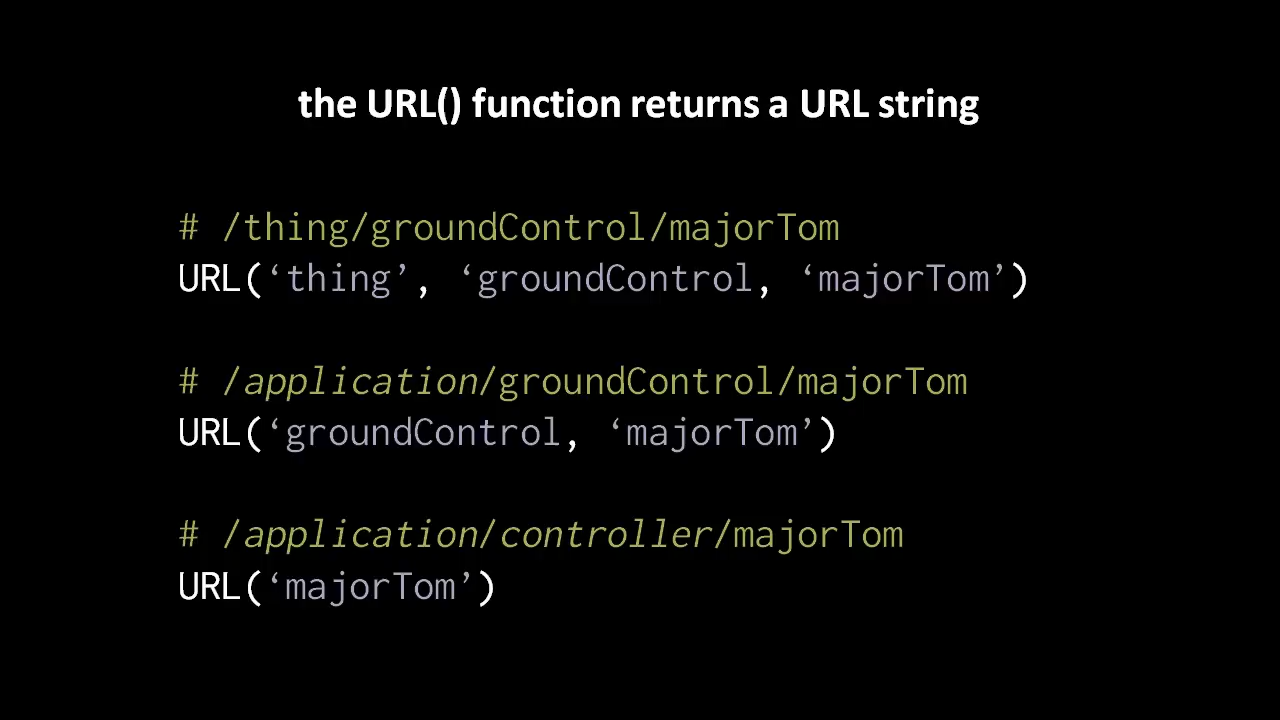 the URL() function returns a URL string
# /thing/groundControl/majorTom
URL(‘thing’, ‘groundControl, ‘majorTom’)
# /application/groundControl/majorTom
URL(‘groundControl, ‘majorTom’)
# /application/controller/majorTom
URL(‘majorTom’)